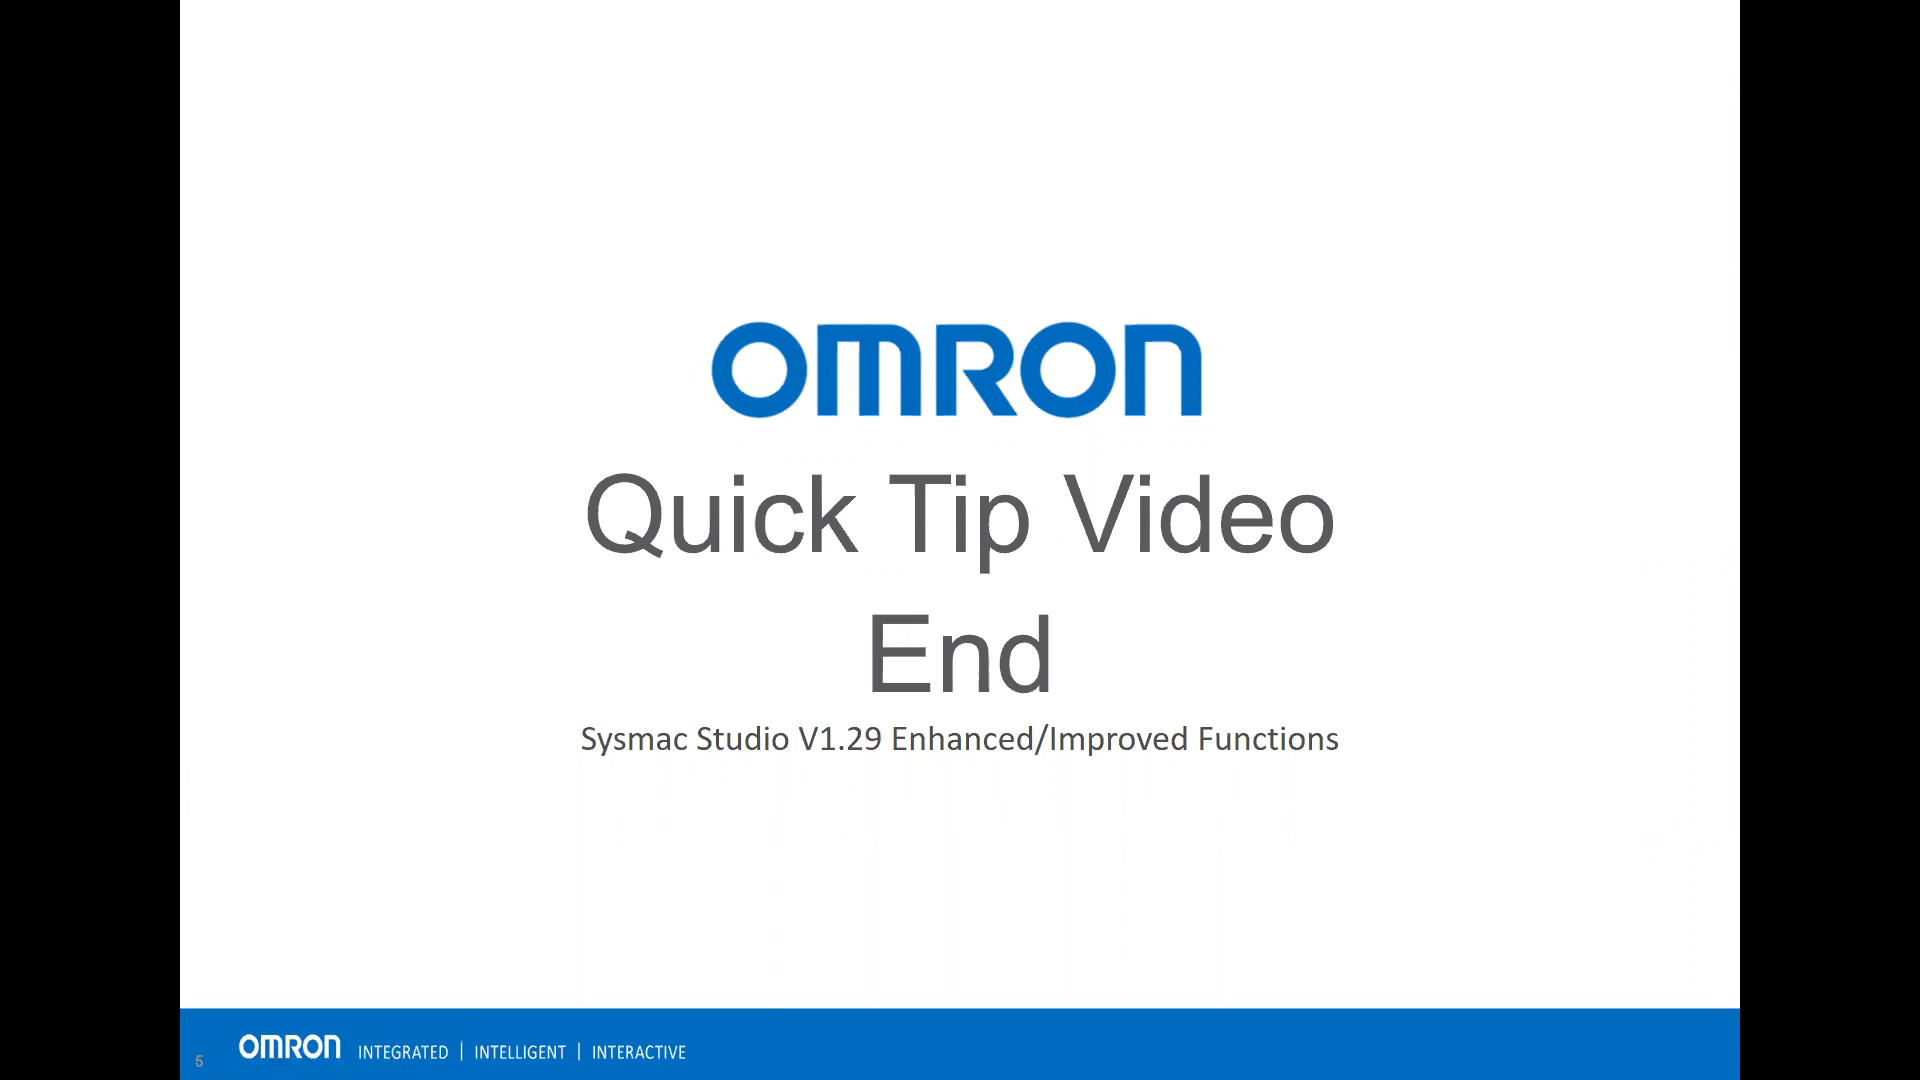 OMRON
Quick Tip Video
End
Sysmac Studio V1.29 Enhanced/Improved Functions
5 OMRON INTEGRATED | INTELLIGENT | INTERACTIVE